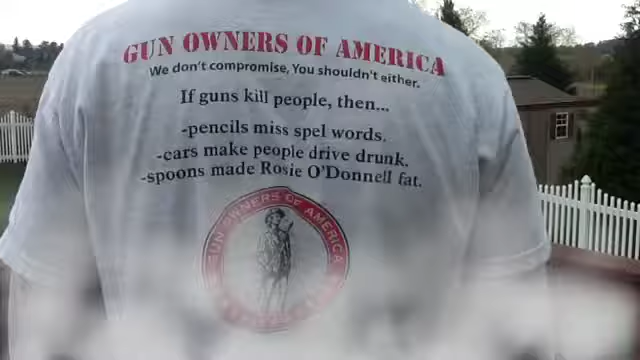 GUN OWNERS OF AMERICA
We don't compromise, You shouldn't either.
If guns kill people, then...
-pencils miss spel words.
-cars make people drive drunk.
-spoons made Rosie O'Donnell fat.
GUN OWNERS OF AMERICA